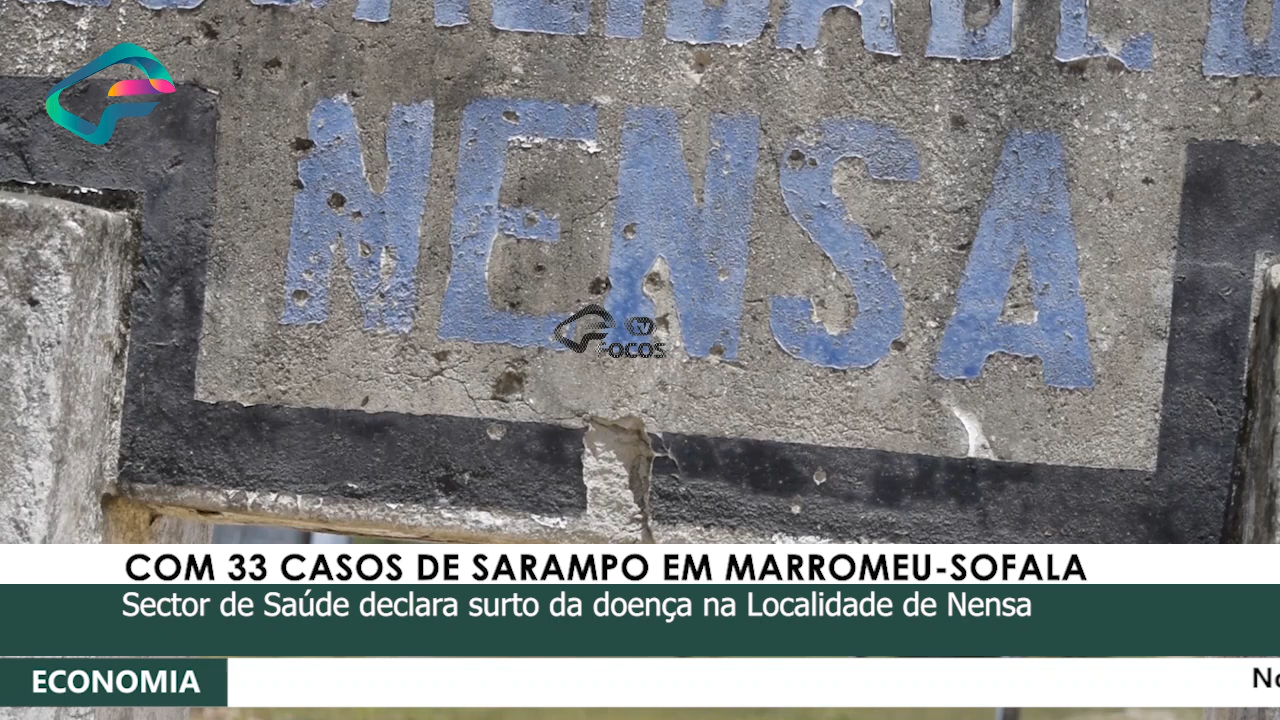 NENSA
tv
FOCOS
COM 33 CASOS DE SARAMPO EM MARROMEU-SOFALA
Sector de Saúde declara surto da doença na Localidade de Nensa
ECONOMIA